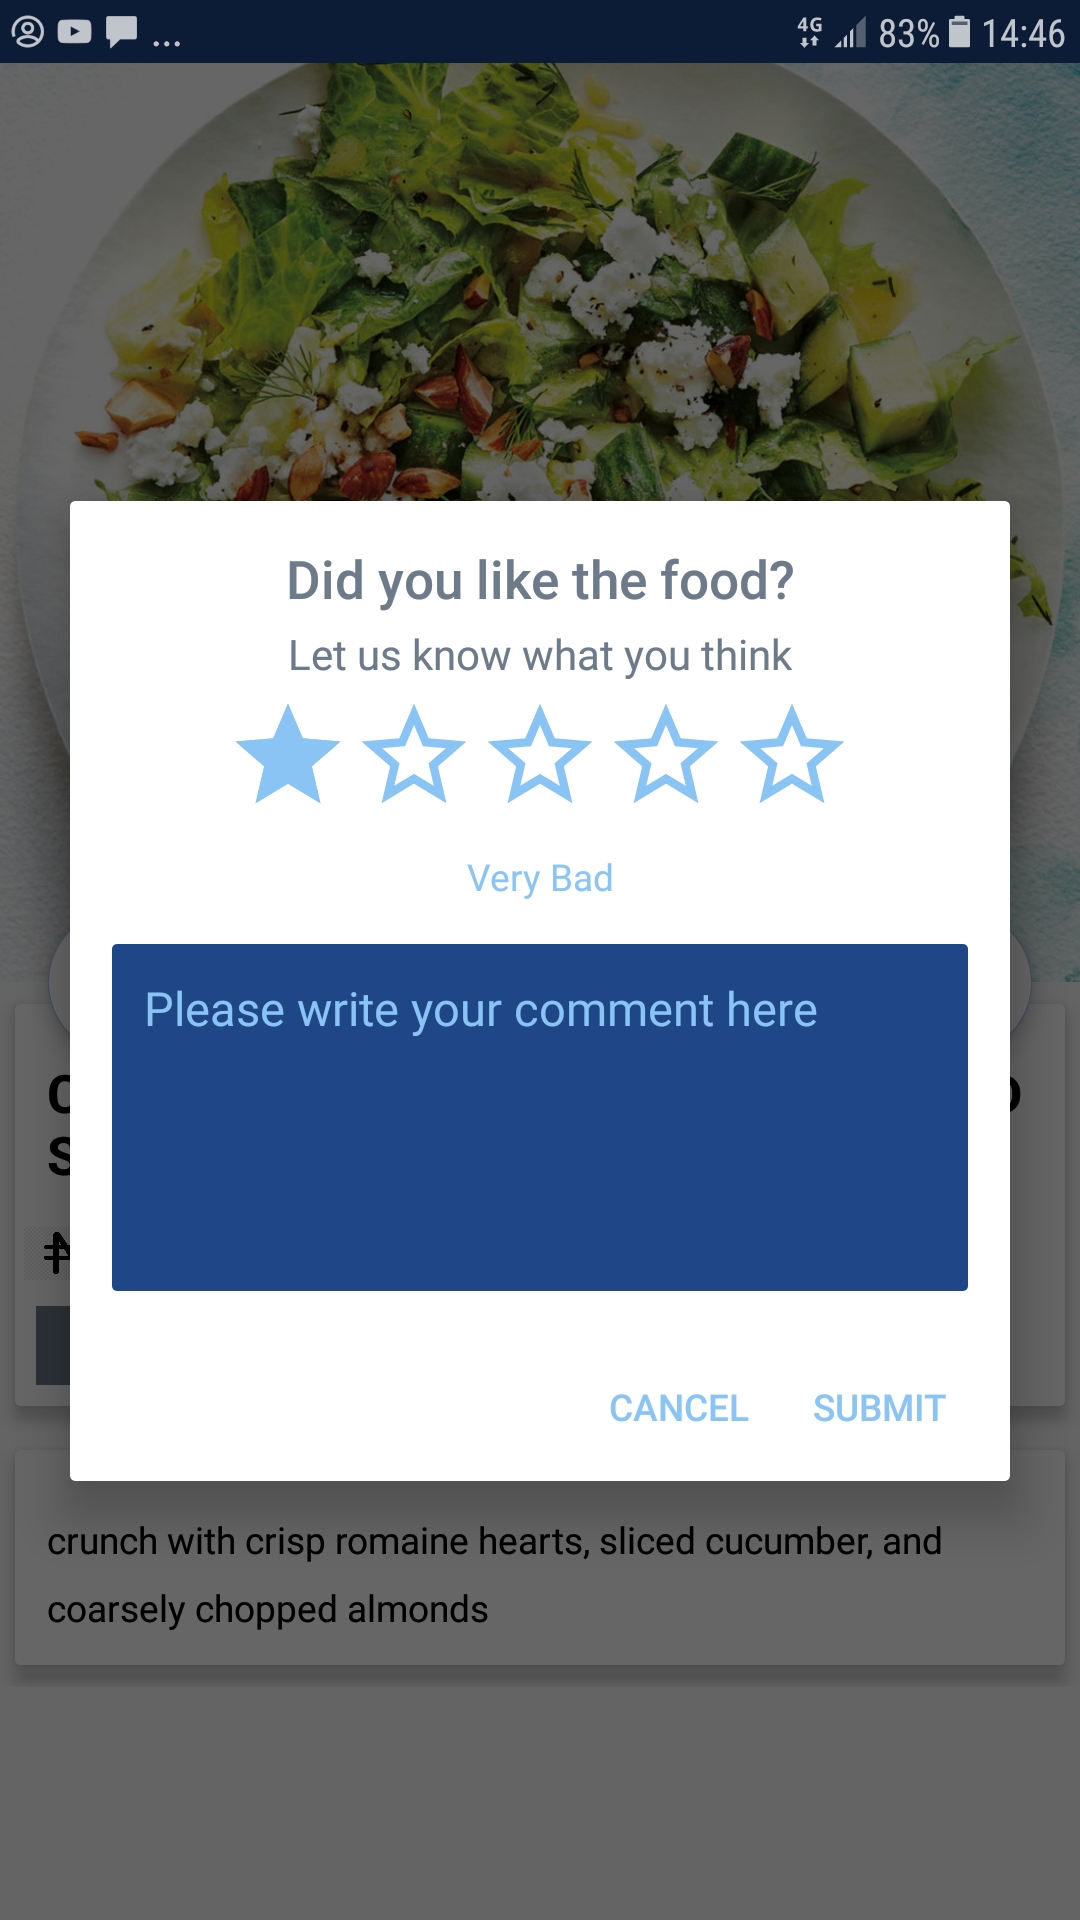 ... 4G 83% 14:46
Did you like the food?
Let us know what you think
Very Bad
Please write your comment here
₦
CANCEL SUBMIT
crunch with crisp romaine hearts, sliced cucumber, and
coarsely chopped almonds